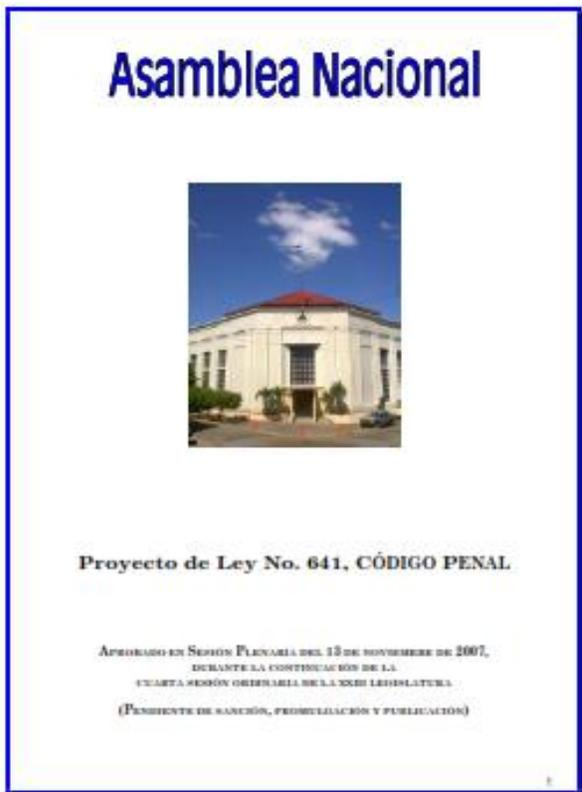 Asamblea Nacional
Proyecto de Ley No. 641, CÓDIGO PENAL
APROBADO EN SESIÓN PLENARIA DEL 13 DE NOVIEMBRE DE 2007,
DURANTE LA CONTINUACIÓN DE LA
CUARTA SESIÓN ORDINARIA DE LA XXIII LEGISLATURA
(PENDIENTE DE SANCIÓN, PROMULGACIÓN Y PUBLICACIÓN)